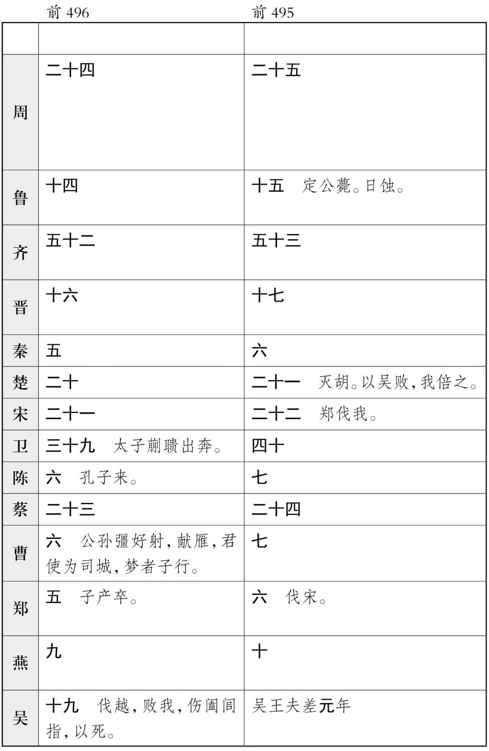 前 496 前 495
周 二十四 二十五
鲁 十四 十五 定公薨。日蚀。
齐 五十二 五十三
晋 十六 十七
秦 五 六
楚 二十 二十一 灭胡。以吴败，我倍之。
宋 二十一 二十二 郑伐我。
卫 三十九 太子蒯聩出奔。 四十
陈 六 孔子来。 七
蔡 二十三 二十四
曹 六 公孙彊好射，献雁，君 七
使为司城，梦者子行。
郑 五 子产卒。 六 伐宋。
燕 九 十
吴 十九 伐越，败我，伤阖闾 吴王夫差元年
指，以死。